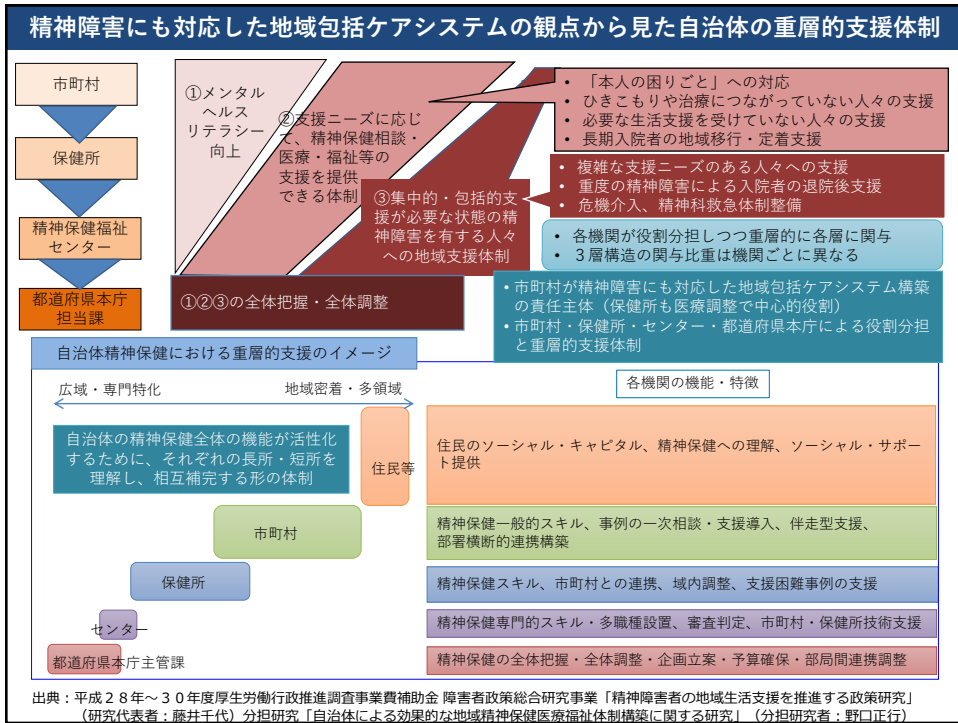 精神障害にも対応した地域包括ケアシステムの観点から見た自治体の重層的支援体制
市町村
保健所
精神保健福祉
センター
都道府県本庁
担当課
①メンタル
ヘルス
リテラシー
向上
②支援ニーズに応じ
て、精神保健相談・
医療・福祉等の
支援を提供
できる体制
③集中的・包括的支
援が必要な状態の精
神障害を有する人々
への地域支援体制
①②③の全体把握・全体調整
• 「本人の困りごと」への対応
• ひきこもりや治療につながっていない人々の支援
• 必要な生活支援を受けていない人々の支援
• 長期入院者の地域移行・定着支援
• 複雑な支援ニーズのある人々への支援
• 重度の精神障害による入院者の退院後支援
• 危機介入、精神科救急体制整備
• 各機関が役割分担しつつ重層的に各層に関与
• ３層構造の関与比重は機関ごとに異なる
• 市町村が精神障害にも対応した地域包括ケアシステム構築
の責任主体（保健所も医療調整で中心的役割）
• 市町村・保健所・センター・都道府県本庁による役割分担
と重層的支援体制
自治体精神保健における重層的支援のイメージ
広域・専門特化
地域密着・多領域
各機関の機能・特徴
自治体の精神保健全体の機能が活性化
するために、それぞれの長所・短所を
理解し、相互補完する形の体制
住民等
住民のソーシャル・キャピタル、精神保健への理解、ソーシャル・サポー
ト提供
市町村
精神保健一般的スキル、事例の一次相談・支援導入、伴走型支援、
部署横断的連携構築
保健所
精神保健スキル、市町村との連携、域内調整、支援困難事例の支援
センター
精神保健専門的スキル・多職種設置、審査判定、市町村・保健所技術支援
都道府県本庁主管課
精神保健の全体把握・全体調整・企画立案・予算確保・部局間連携調整
出典：平成２８年～３０年度厚生労働行政推進調査事業費補助金 障害者政策総合研究事業「精神障害者の地域生活支援を推進する政策研究」
（研究代表者：藤井千代）分担研究「自治体による効果的な地域精神保健医療福祉体制構築に関する研究」（分担研究者：野口正行）